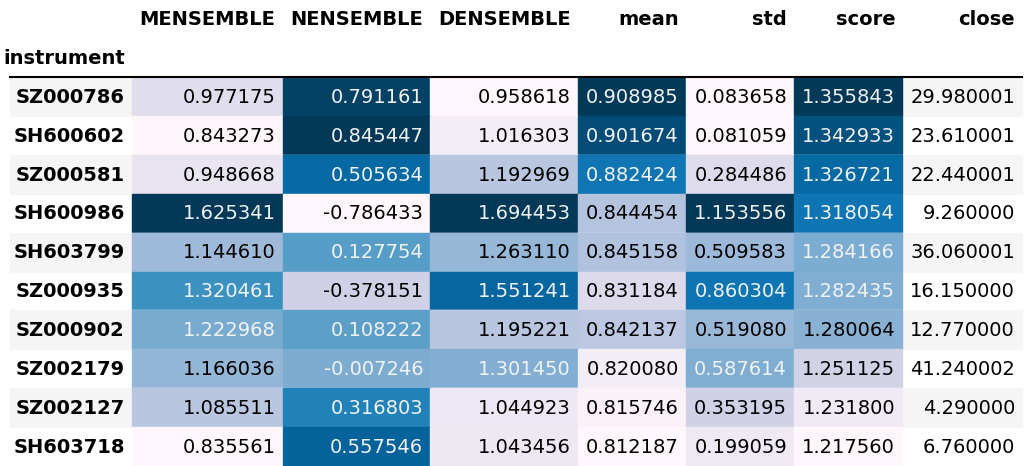 MENSEMBLE NENSEMBLE DENSEMBLE mean std score close
instrument
SZ000786 0.977175 0.791161 0.958618 0.908985 0.083658 1.355843 29.980001
SH600602 0.843273 0.845447 1.016303 0.901674 0.081059 1.342933 23.610001
SZ000581 0.948668 0.505634 1.192969 0.882424 0.284486 1.326721 22.440001
SH600986 1.625341 -0.786433 1.694453 0.844454 1.153556 1.318054 9.260000
SH603799 1.144610 0.127754 1.263110 0.845158 0.509583 1.284166 36.060001
SZ000935 1.320461 -0.378151 1.551241 0.831184 0.860304 1.282435 16.150000
SZ000902 1.222968 0.108222 1.195221 0.842137 0.519080 1.280064 12.770000
SZ002179 1.166036 -0.007246 1.301450 0.820080 0.587614 1.251125 41.240002
SZ002127 1.085511 0.316803 1.044923 0.815746 0.353195 1.231800 4.290000
SH603718 0.835561 0.557546 1.043456 0.812187 0.199059 1.217560 6.760000